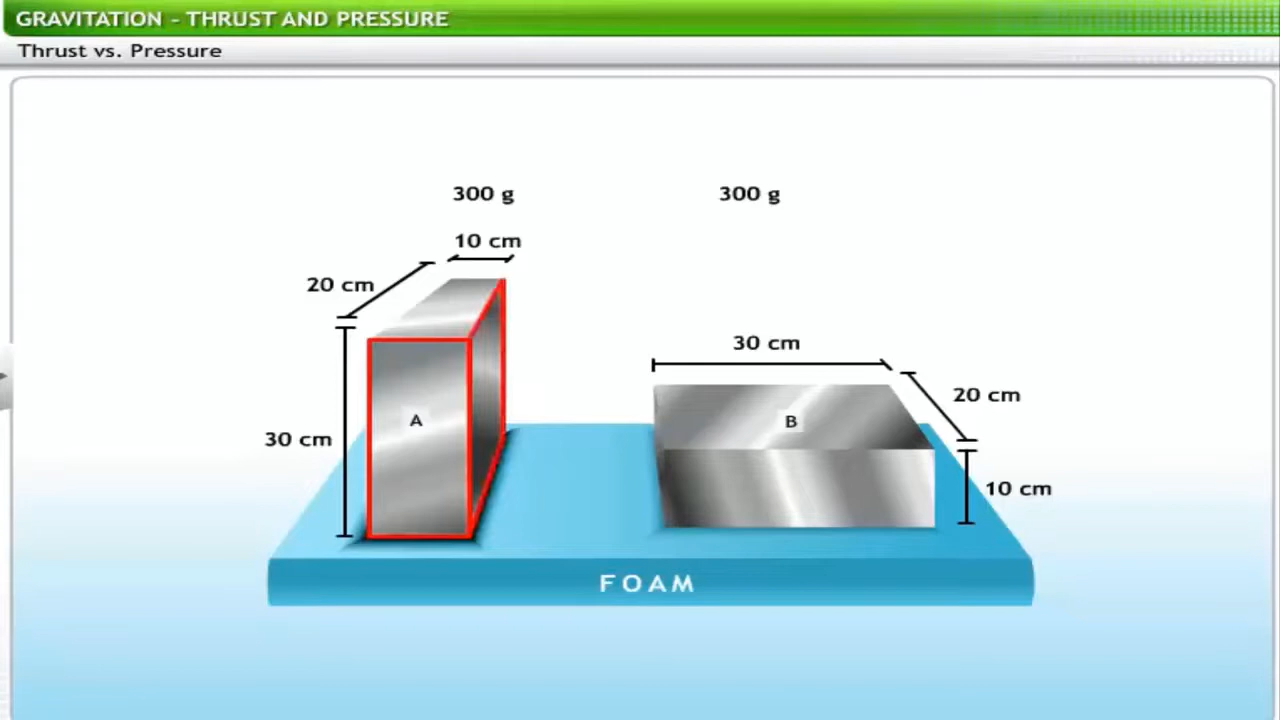 GRAVITATION - THRUST AND PRESSURE
Thrust vs. Pressure
300 g
300 g
10 cm
20 cm
30 cm
A
30 cm
20 cm
B
10 cm
FOAM